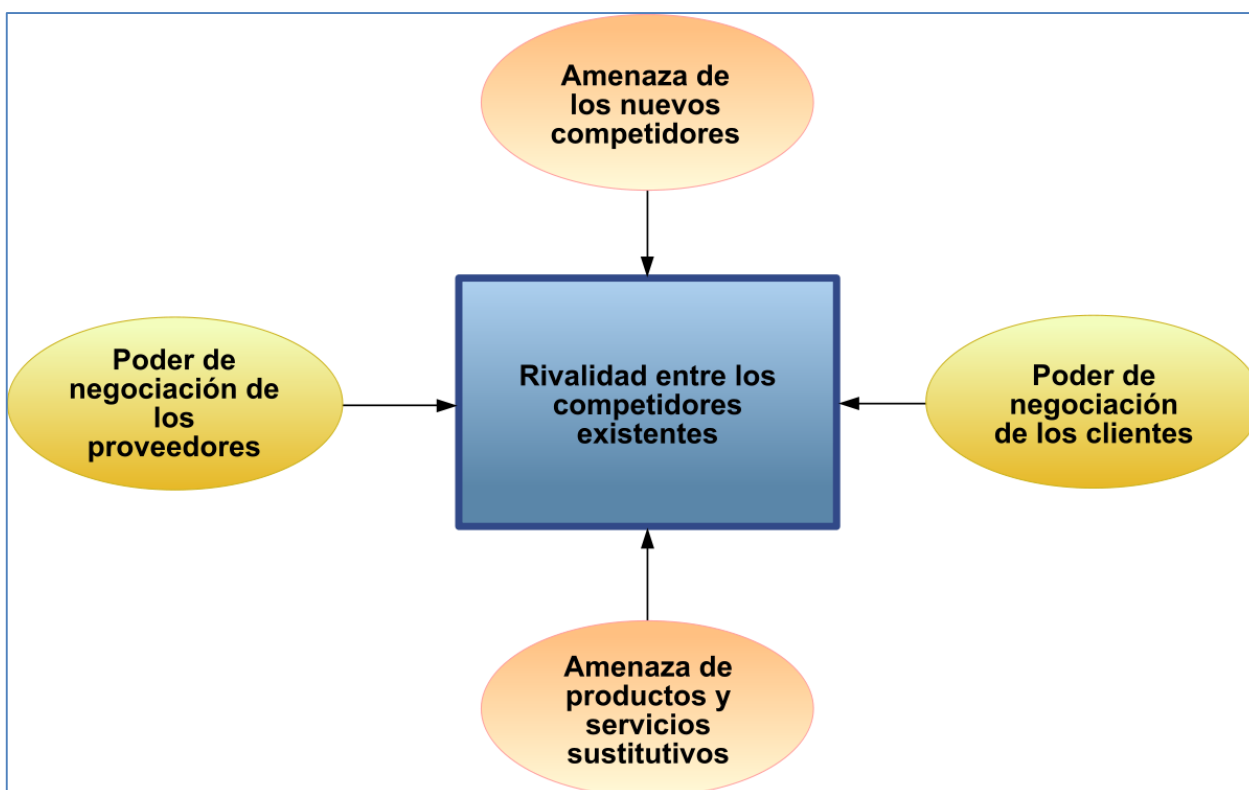 Amenaza de
los nuevos
competidores
Poder de
negociación de
los
proveedores
Rivalidad entre los
competidores
existentes
Poder de
negociación
de los clientes
Amenaza de
productos y
servicios
sustitutivos